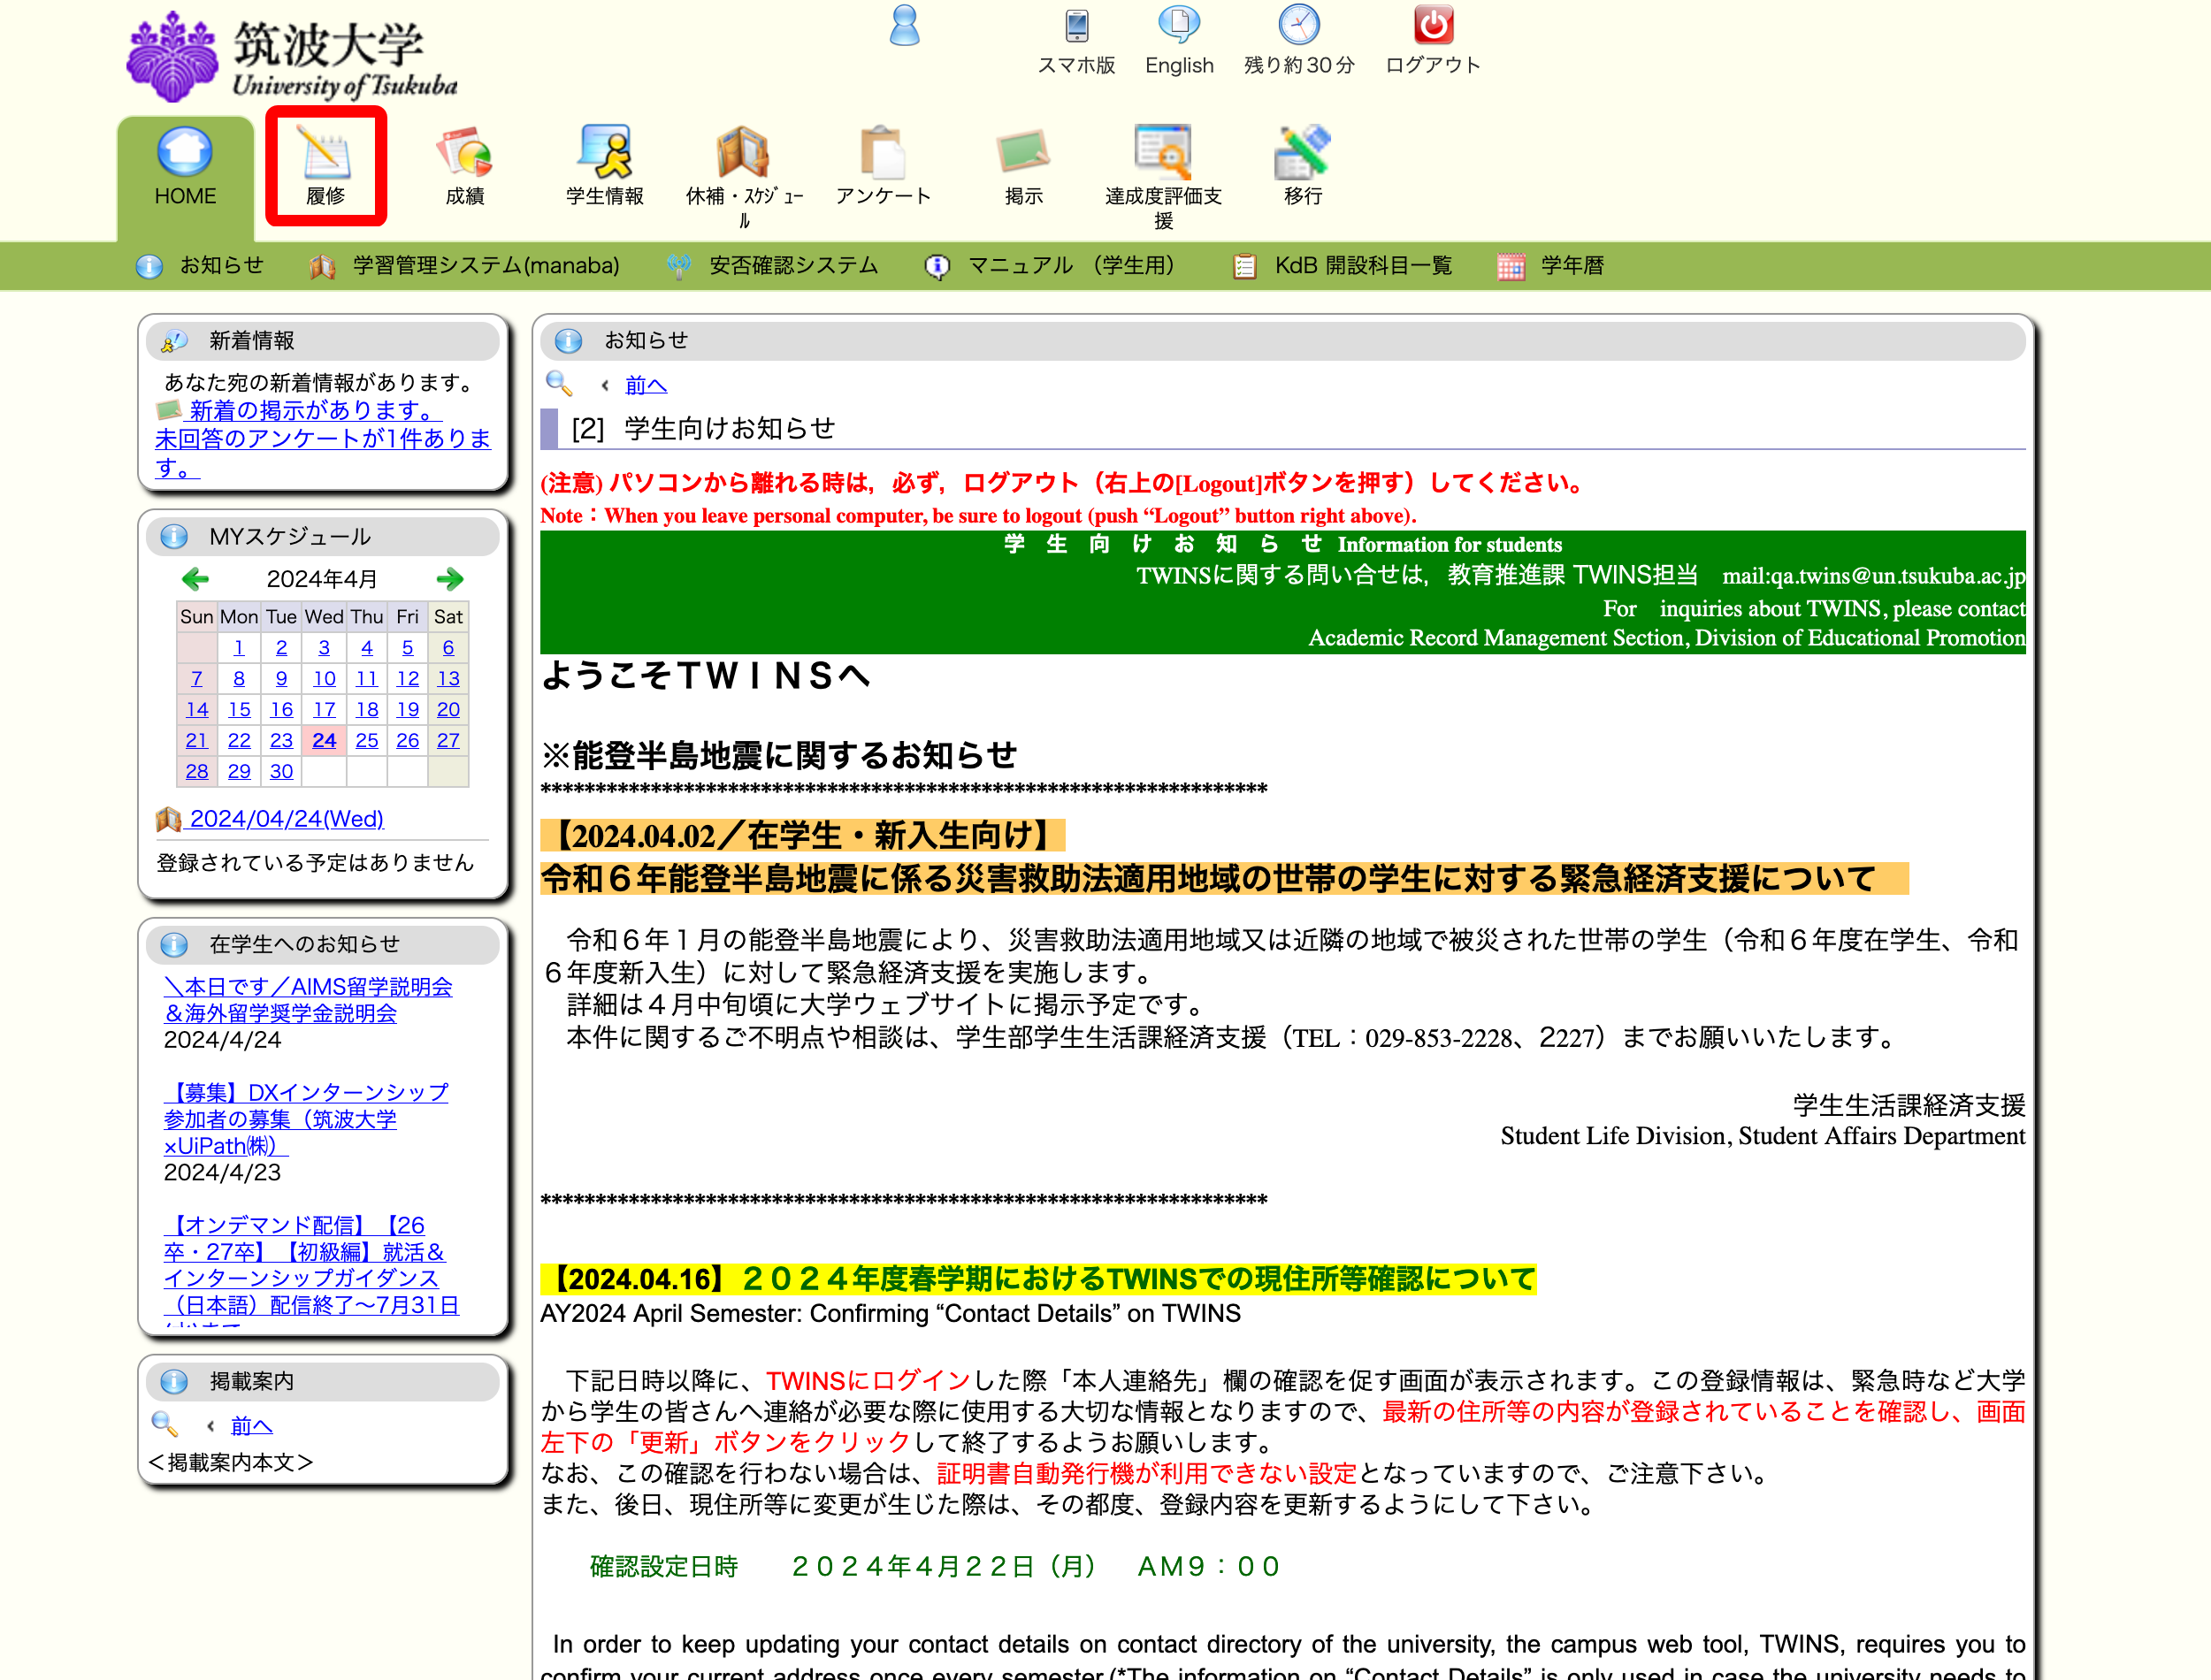 筑波大学
University of Tsukuba
スマホ版
English
残り約30分
ログアウト
HOME
履修
成績
学生情報
休補・ｽｹｼﾞｭｰ
ﾙ
アンケート
掲示
達成度評価支
援
移行
お知らせ
学習管理システム(manaba)
安否確認システム
マニュアル （学生用）
KdB 開設科目一覧
学年暦
新着情報
あなた宛の新着情報があります。
新着の掲示があります。
未回答のアンケートが1件ありま
す。
MYスケジュール
2024年4月
Sun Mon Tue Wed Thu Fri Sat
1 2 3 4 5 6
7 8 9 10 11 12 13
14 15 16 17 18 19 20
21 22 23 24 25 26 27
28 29 30
2024/04/24(Wed)
登録されている予定はありません
在学生へのお知らせ
＼本日です／AIMS留学説明会
＆海外留学奨学金説明会
2024/4/24
【募集】DXインターンシップ
参加者の募集（筑波大学
×UiPath㈱）
2024/4/23
【オンデマンド配信】【26
卒・27卒】【初級編】就活＆
インターンシップガイダンス
（日本語）配信終了～7月31日
掲載案内
前へ
＜掲載案内本文＞
お知らせ
前へ
[2] 学生向けお知らせ
(注意) パソコンから離れる時は，必ず，ログアウト（右上の[Logout]ボタンを押す）してください。
Note：When you leave personal computer, be sure to logout (push “Logout” button right above).
学　生　向　け　お　知　ら　せ Information for students
TWINSに関する問い合せは，教育推進課 TWINS担当　mail:qa.twins@un.tsukuba.ac.jp
For　inquiries about TWINS, please contact
Academic Record Management Section, Division of Educational Promotion
ようこそＴＷＩＮＳへ
※能登半島地震に関するお知らせ
******************************************************************
【2024.04.02／在学生・新入生向け】
令和６年能登半島地震に係る災害救助法適用地域の世帯の学生に対する緊急経済支援について
令和６年１月の能登半島地震により、災害救助法適用地域又は近隣の地域で被災された世帯の学生（令和６年度在学生、令和
６年度新入生）に対して緊急経済支援を実施します。
詳細は４月中旬頃に大学ウェブサイトに掲示予定です。
本件に関するご不明点や相談は、学生部学生生活課経済支援（TEL：029-853-2228、2227）までお願いいたします。
学生生活課経済支援
Student Life Division, Student Affairs Department
******************************************************************
【2024.04.16】２０２４年度春学期におけるTWINSでの現住所等確認について
AY2024 April Semester: Confirming “Contact Details” on TWINS
下記日時以降に、TWINSにログインした際「本人連絡先」欄の確認を促す画面が表示されます。この登録情報は、緊急時など大学
から学生の皆さんへ連絡が必要な際に使用する大切な情報となりますので、最新の住所等の内容が登録されていることを確認し、画面
左下の「更新」ボタンをクリックして終了するようお願いします。
なお、この確認を行わない場合は、証明書自動発行機が利用できない設定となっていますので、ご注意下さい。
また、後日、現住所等に変更が生じた際は、その都度、登録内容を更新するようにして下さい。
確認設定日時　　２０２４年４月２２日（月）　ＡＭ９：００
In order to keep updating your contact details on contact directory of the university, the campus web tool, TWINS, requires you to
confirm your current address once every semester.(*The information on “Contact Details” is only used in case the university needs to